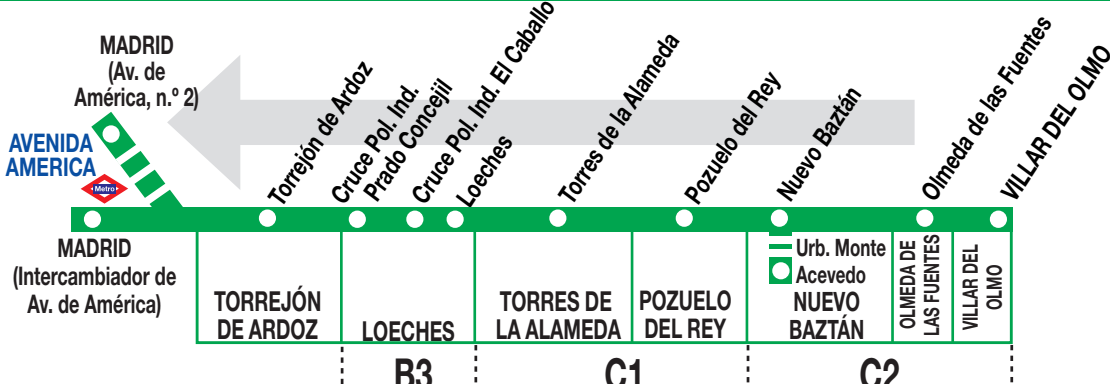 MADRID
(Av. de
América, n.º 2)
AVENIDA
AMERICA
Metro
MADRID
(Intercambiador de
Av. de América)
Torrejón de Ardoz
Cruce Pol. Ind.
Prado Concejil
Cruce Pol. Ind. El Caballo
Loeches
Torres de la Alameda
Pozuelo del Rey
Nuevo Baztán
Olmeda de las Fuentes
VILLAR DEL OLMO
Urb. Monte
Acevedo
TORREJÓN
DE ARDOZ
LOECHES
TORRES DE
LA ALAMEDA
POZUELO
DEL REY
NUEVO
BAZTÁN
OLMEDA DE
LAS FUENTES
VILLAR DEL
OLMO
B3
C1
C2